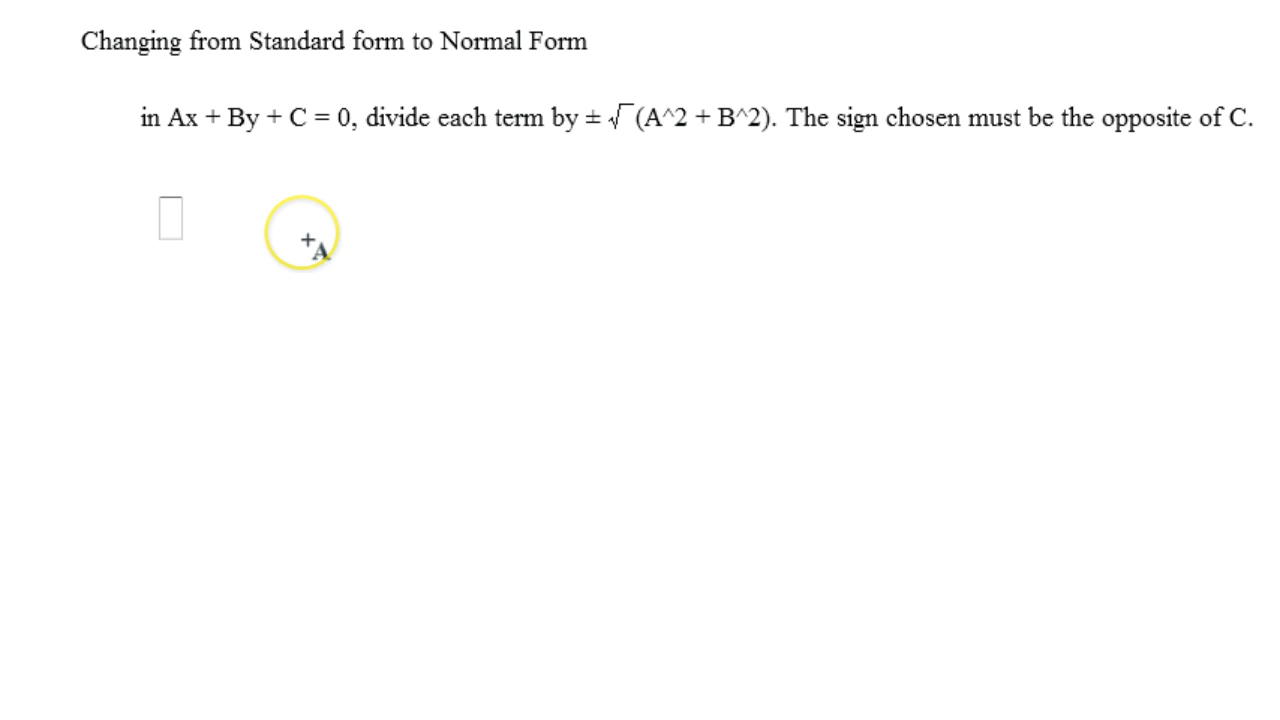 Changing from Standard form to Normal Form
in Ax + By + C = 0, divide each term by ± √ (A^2 + B^2). The sign chosen must be the opposite of C.
+A